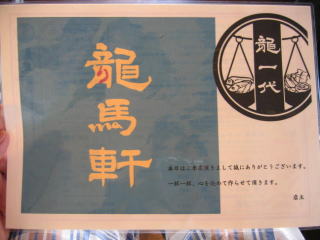 龍馬軒
龍一代
本日はご来店頂きまして誠にありがとうございます。
一杯一杯、心を込めて作らせて頂きます。
店主